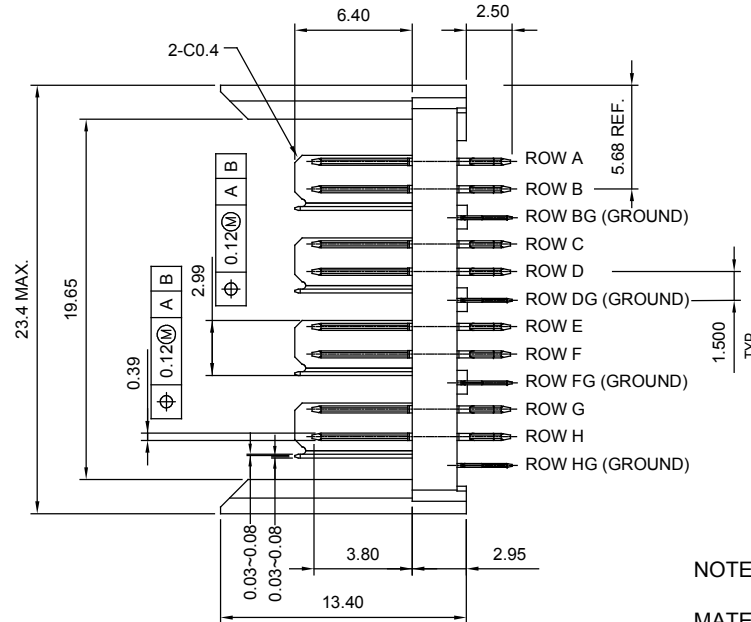 6.40
2.50
2-C0.4
5.68 REF.
ROW A
ROW B
ROW BG (GROUND)
ROW C
ROW D
ROW DG (GROUND)
ROW E
ROW F
ROW FG (GROUND)
ROW G
ROW H
ROW HG (GROUND)
1.500
TYP
23.4 MAX.
19.65
⌖ 0.12Ⓜ A B
2.99
⌖ 0.12Ⓜ A B
0.39
0.03~0.08
0.03~0.08
3.80
2.95
13.40
NOTE